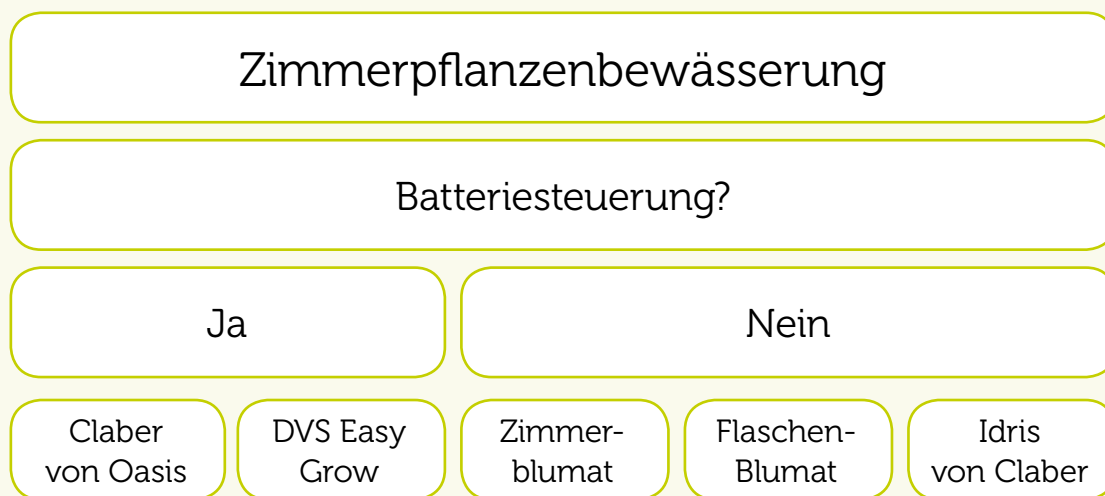 Zimmerpflanzenbewässerung
Batteriesteuerung?
Ja
Nein
Claber
von Oasis
DVS Easy
Grow
Zimmer-
blumat
Flaschen-
Blumat
Idris
von Claber